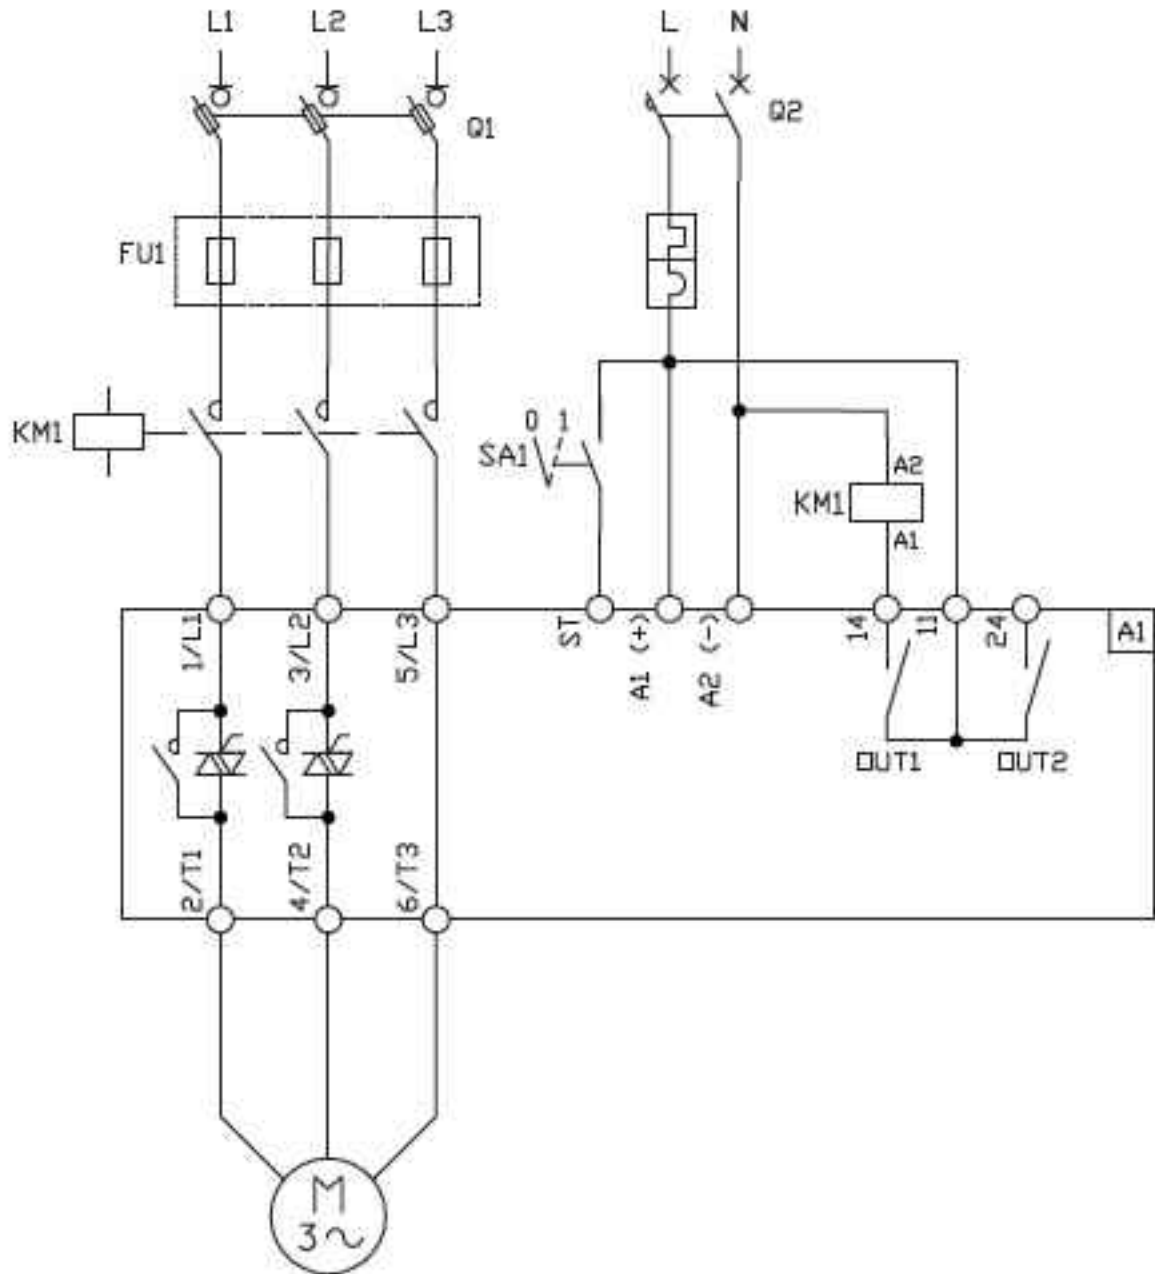 L1 L2 L3 L N
Q1 Q2
FU1
KM1
0 1
SA1
A2
KM1
A1
1/L1 3/L2 5/L3 ST A1 (+) A2 (-) 14 11 24 A1
OUT1 OUT2
2/T1 4/T2 6/T3
M
3~